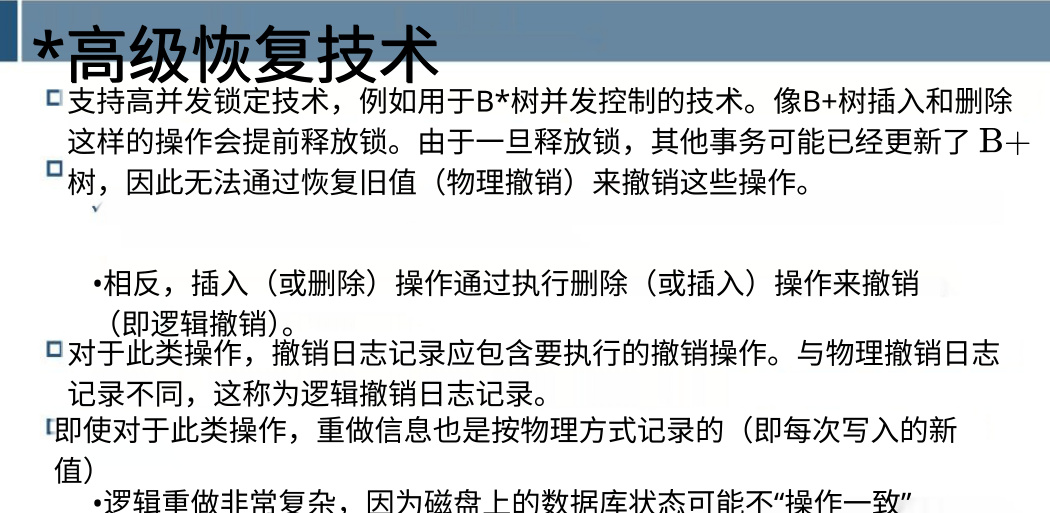 *高级恢复技术
支持高并发锁定技术，例如用于B*树并发控制的技术。像B+树插入和删除
这样的操作会提前释放锁。由于一旦释放锁，其他事务可能已经更新了 B+
树，因此无法通过恢复旧值（物理撤销）来撤销这些操作。
•相反，插入（或删除）操作通过执行删除（或插入）操作来撤销
（即逻辑撤销）。
对于此类操作，撤销日志记录应包含要执行的撤销操作。与物理撤销日志
记录不同，这称为逻辑撤销日志记录。
即使对于此类操作，重做信息也是按物理方式记录的（即每次写入的新
值）
•逻辑重做非常复杂，因为磁盘上的数据库状态可能不“操作一致”